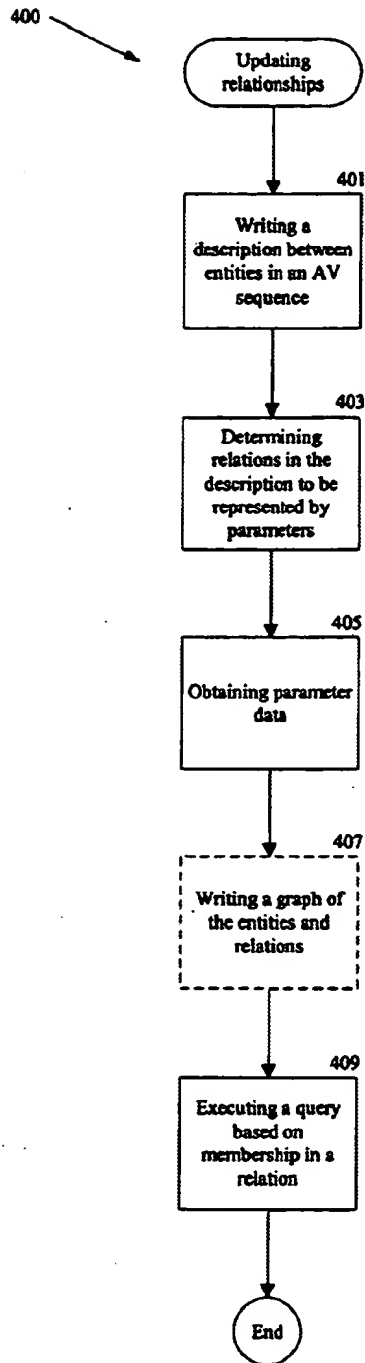 400
Updating
relationships
401
Writing a
description between
entities in an AV
sequence
403
Determining
relations in the
description to be
represented by
parameters
405
Obtaining parameter
data
407
Writing a graph of
the entities and
relations
409
Executing a query
based on
membership in a
relation
End